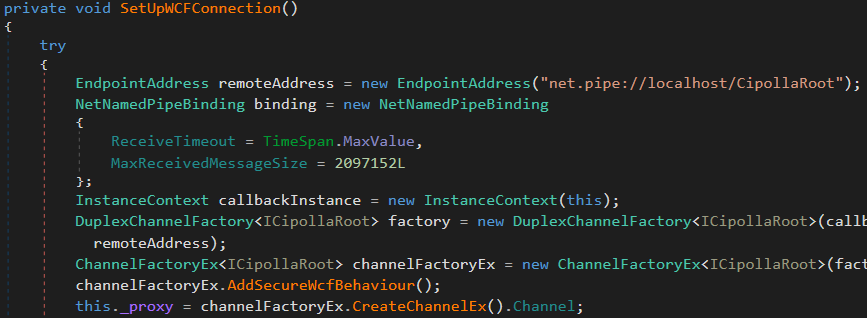 private void SetUpWCFConnection()
{
try
{
EndpointAddress remoteAddress = new EndpointAddress("net.pipe://localhost/CipollaRoot");
NetNamedPipeBinding binding = new NetNamedPipeBinding
{
ReceiveTimeout = TimeSpan.MaxValue,
MaxReceivedMessageSize = 2097152L
};
InstanceContext callbackInstance = new InstanceContext(this);
DuplexChannelFactory<ICipollaRoot> factory = new DuplexChannelFactory<ICipollaRoot>(callb
remoteAddress);
ChannelFactoryEx<ICipollaRoot> channelFactoryEx = new ChannelFactoryEx<ICipollaRoot>(fact
channelFactoryEx.AddSecureWcfBehaviour();
this._proxy = channelFactoryEx.CreateChannelEx().Channel;